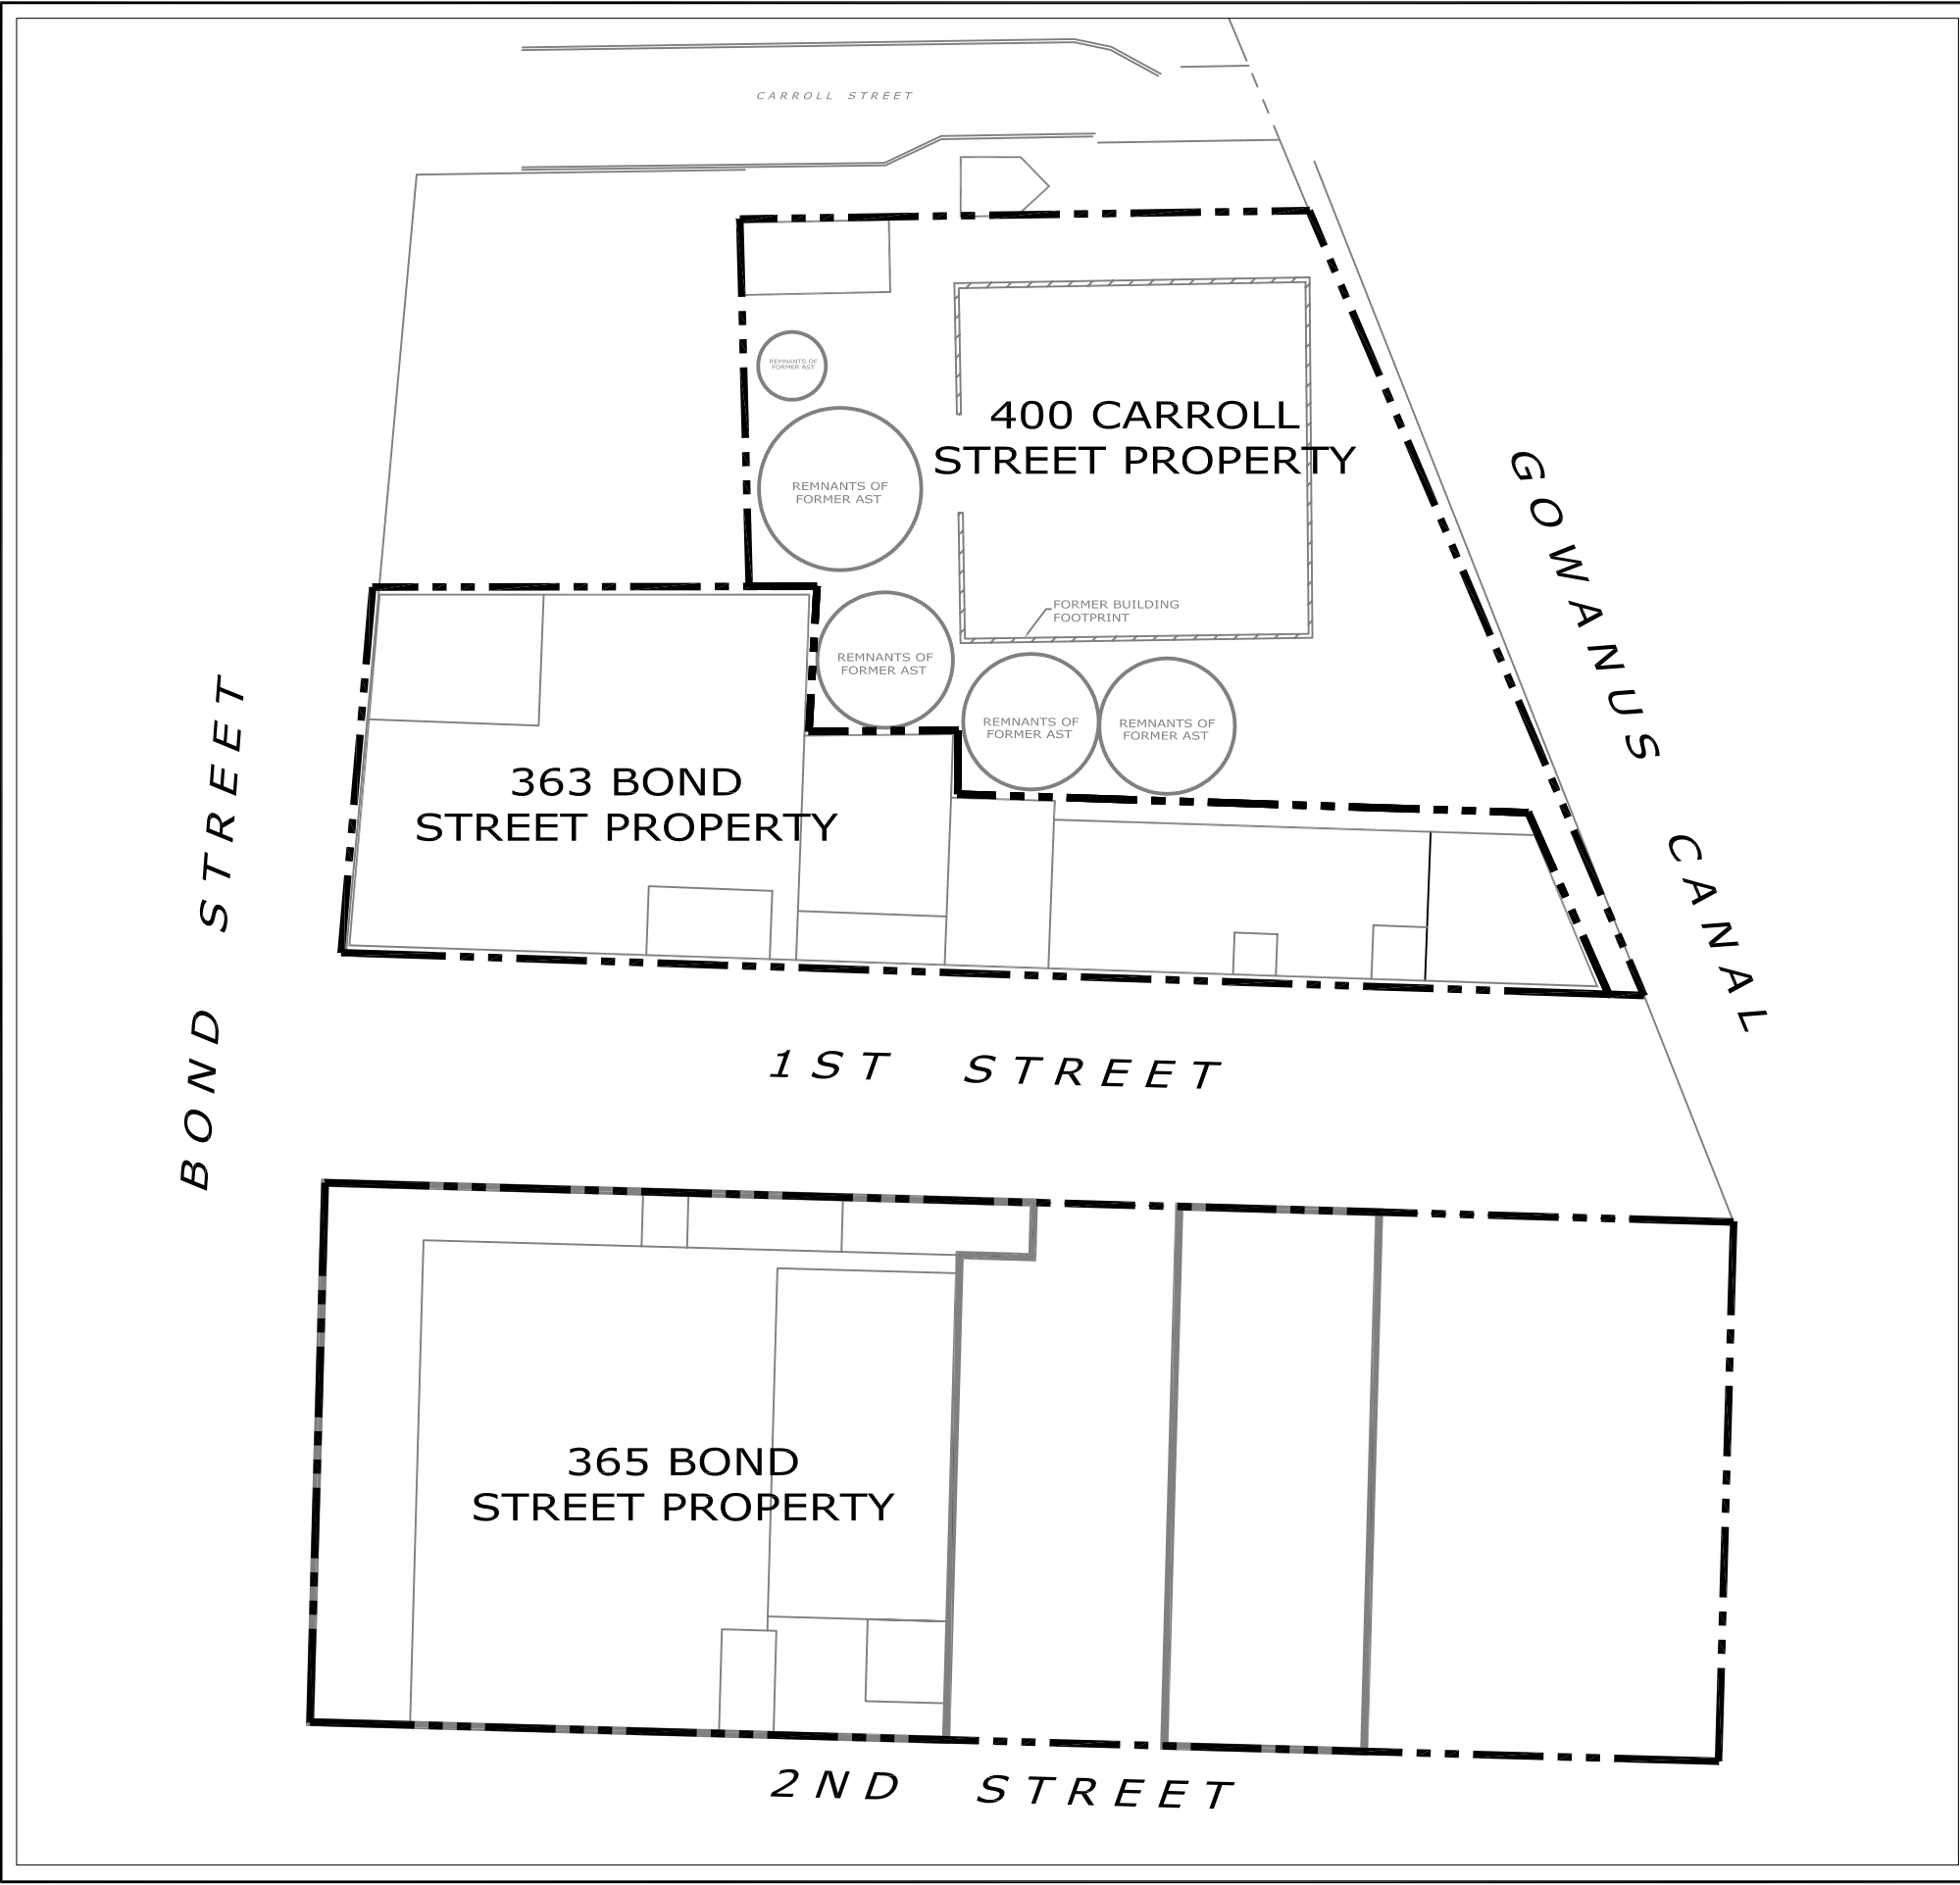 CARROLL STREET
REMNANTS OF
FORMER AST
400 CARROLL
STREET PROPERTY
REMNANTS OF
FORMER AST
GOWANUS CANAL
FORMER BUILDING
FOOTPRINT
REMNANTS OF
FORMER AST
REMNANTS OF
FORMER AST
REMNANTS OF
FORMER AST
363 BOND
STREET PROPERTY
BOND STREET
1ST STREET
365 BOND
STREET PROPERTY
2ND STREET